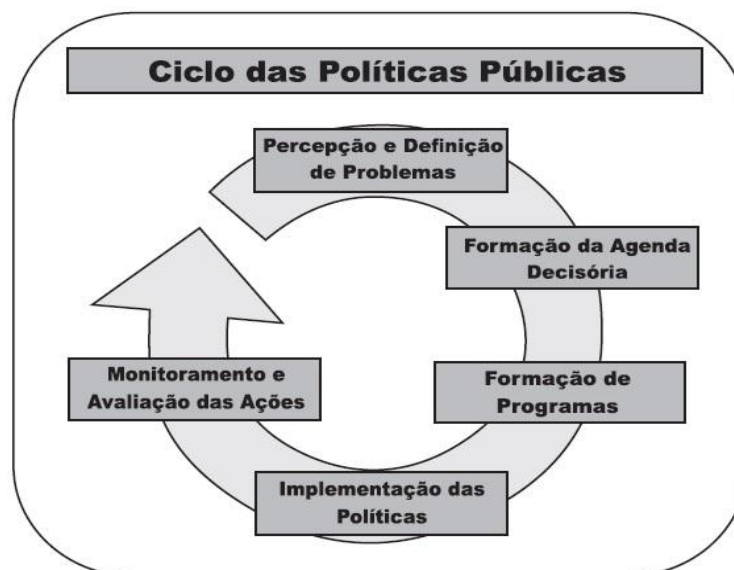 Ciclo das Políticas Públicas
Percepção e Definição
de Problemas
Formação da Agenda
Decisória
Formação de
Programas
Implementação das
Políticas
Monitoramento e
Avaliação das Ações